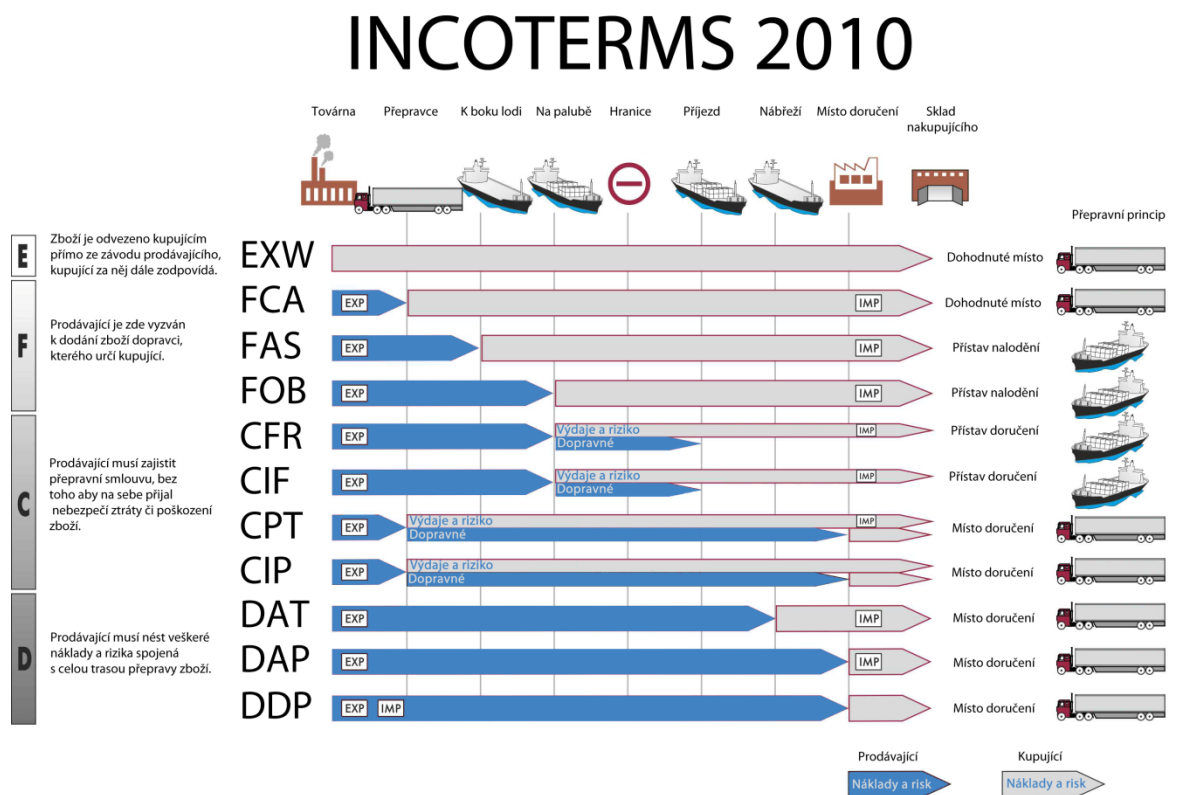 INCOTERMS 2010
Továrna
Přepravce
K boku lodi
Na palubě
Hranice
Příjezd
Nábřeží
Místo doručení
Sklad
nakupujícího
Přepravní princip
E
Zboží je odvezeno kupujícím
přímo ze závodu prodávajícího,
kupující za něj dále zodpovídá.
EXW
Dohodnuté místo
FCA
EXP
IMP
Dohodnuté místo
F
Prodávající je zde vyzván
k dodání zboží dopravci,
kterého určí kupující.
FAS
EXP
IMP
Přístav nalodění
FOB
EXP
IMP
Přístav nalodění
CFR
EXP
Výdaje a riziko
Dopravné
IMP
Přístav doručení
C
Prodávající musí zajistit
přepravní smlouvu, bez
toho aby na sebe přijal
nebezpečí ztráty či poškození
zboží.
CIF
EXP
Výdaje a riziko
Dopravné
IMP
Přístav doručení
CPT
EXP
Výdaje a riziko
Dopravné
IMP
Místo doručení
CIP
EXP
Výdaje a riziko
Dopravné
Místo doručení
DAT
EXP
IMP
Místo doručení
D
Prodávající musí nést veškeré
náklady a rizika spojená
s celou trasou přepravy zboží.
DAP
EXP
IMP
Místo doručení
DDP
EXP
IMP
Místo doručení
Prodávající
Náklady a risk
Kupující
Náklady a risk